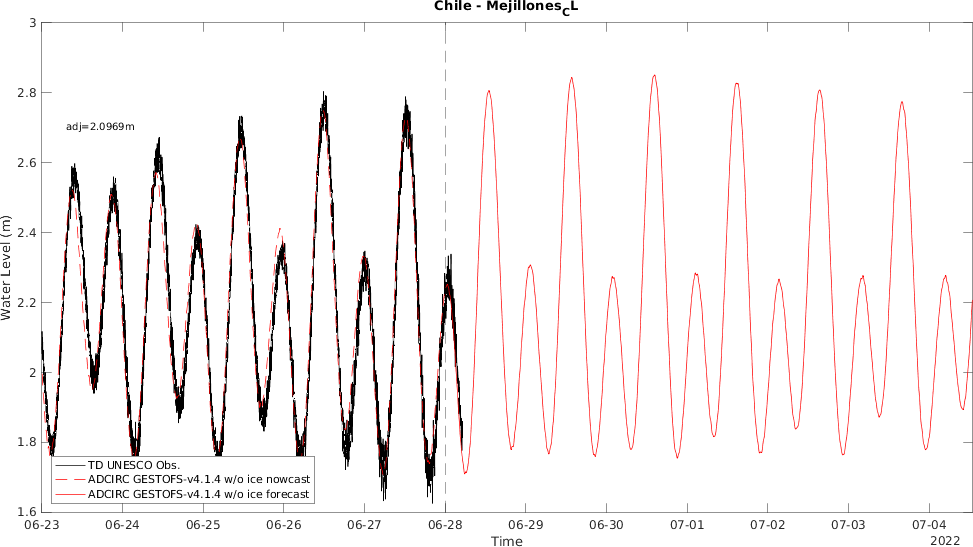 Chile - Mejillones_CL
3
2.8
2.6
2.4
2.2
2
1.8
1.6
Water Level (m)
adj=2.0969m
TD UNESCO Obs.
ADCIRC GESTOFS-v4.1.4 w/o ice nowcast
ADCIRC GESTOFS-v4.1.4 w/o ice forecast
06-23 06-24 06-25 06-26 06-27 06-28 06-29 06-30 07-01 07-02 07-03 07-04
Time
2022